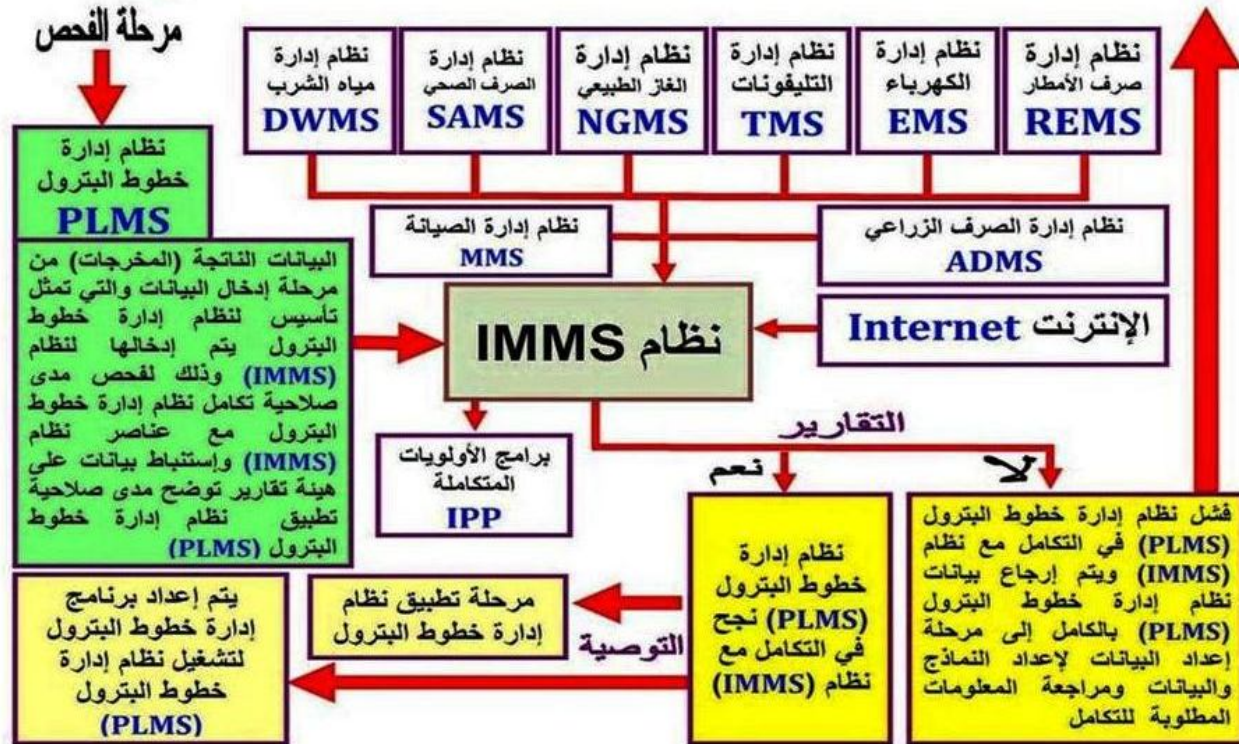 مرحلة الفحص
نظام إدارة
صرف الأمطار
REMS
نظام إدارة
الكهرباء
EMS
نظام إدارة
التليفونات
TMS
نظام إدارة
الغاز الطبيعي
NGMS
نظام إدارة
الصرف الصحي
SAMS
نظام إدارة
مياه الشرب
DWMS
نظام إدارة
خطوط البترول
PLMS
نظام إدارة الصرف الزراعي
ADMS
نظام إدارة الصيانة
MMS
البيانات الناتجة (المخرجات) من
مرحلة إدخال البيانات والتي تمثل
تأسيس لنظام إدارة خطوط
البترول يتم إدخالها لنظام
(IMMS) وذلك لفحص مدى
صلاحية تكامل نظام إدارة خطوط
البترول مع عناصر نظام
(IMMS) وإستنباط بيانات على
هيئة تقارير توضح مدى صلاحية
تطبيق نظام إدارة خطوط
البترول (PLMS)
الإنترنت Internet
نظام IMMS
التقارير
نعم
لا
برامج الأولويات
المتكاملة
IPP
فشل نظام إدارة خطوط البترول
(PLMS) في التكامل مع نظام
(IMMS) ويتم إرجاع بيانات
نظام إدارة خطوط البترول
(PLMS) بالكامل إلى مرحلة
إعداد البيانات لإعداد النماذج
والبيانات ومراجعة المعلومات
المطلوبة للتكامل
نظام إدارة
خطوط البترول
(PLMS) نجح
في التكامل مع
نظام (IMMS)
مرحلة تطبيق نظام
إدارة خطوط البترول
التوصية
يتم إعداد برنامج
إدارة خطوط البترول
لتشغيل نظام إدارة
خطوط البترول
(PLMS)